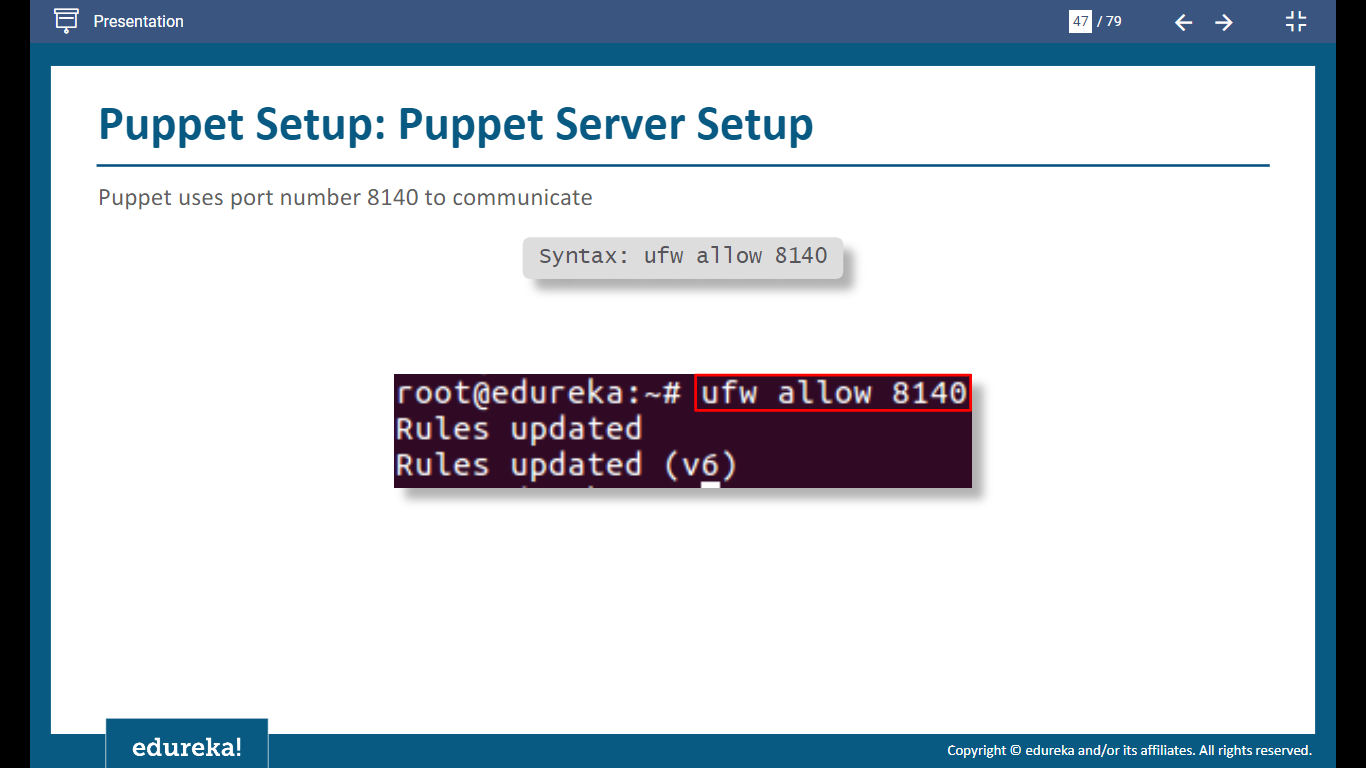 Presentation
47 / 79
Puppet Setup: Puppet Server Setup
Puppet uses port number 8140 to communicate
Syntax: ufw allow 8140
root@edureka:~# ufw allow 8140
Rules updated
Rules updated (v6)
edureka!
Copyright © edureka and/or its affiliates. All rights reserved.